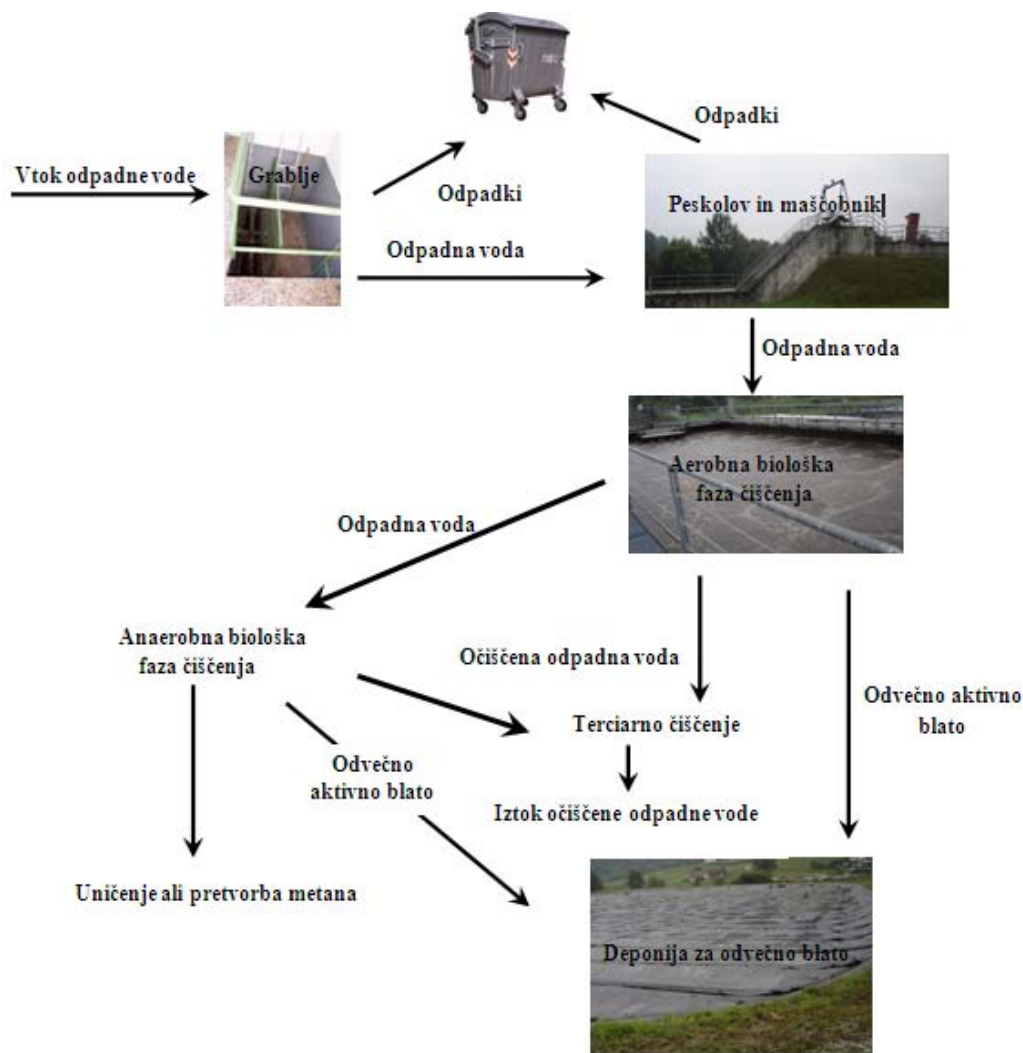 Odpadki
Vtok odpadne vode
Grablje
Odpadki
Peskolov in maščobnik
Odpadna voda
Odpadna voda
Aerobna biološka
faza čiščenja
Odpadna voda
Anaerobna biološka
faza čiščenja
Očiščena odpadna voda
Odvečno aktivno
blato
Terciarno čiščenje
Odvečno
aktivno blato
Iztok očiščene odpadne vode
Uničenje ali pretvorba metana
Deponija za odvečno blato